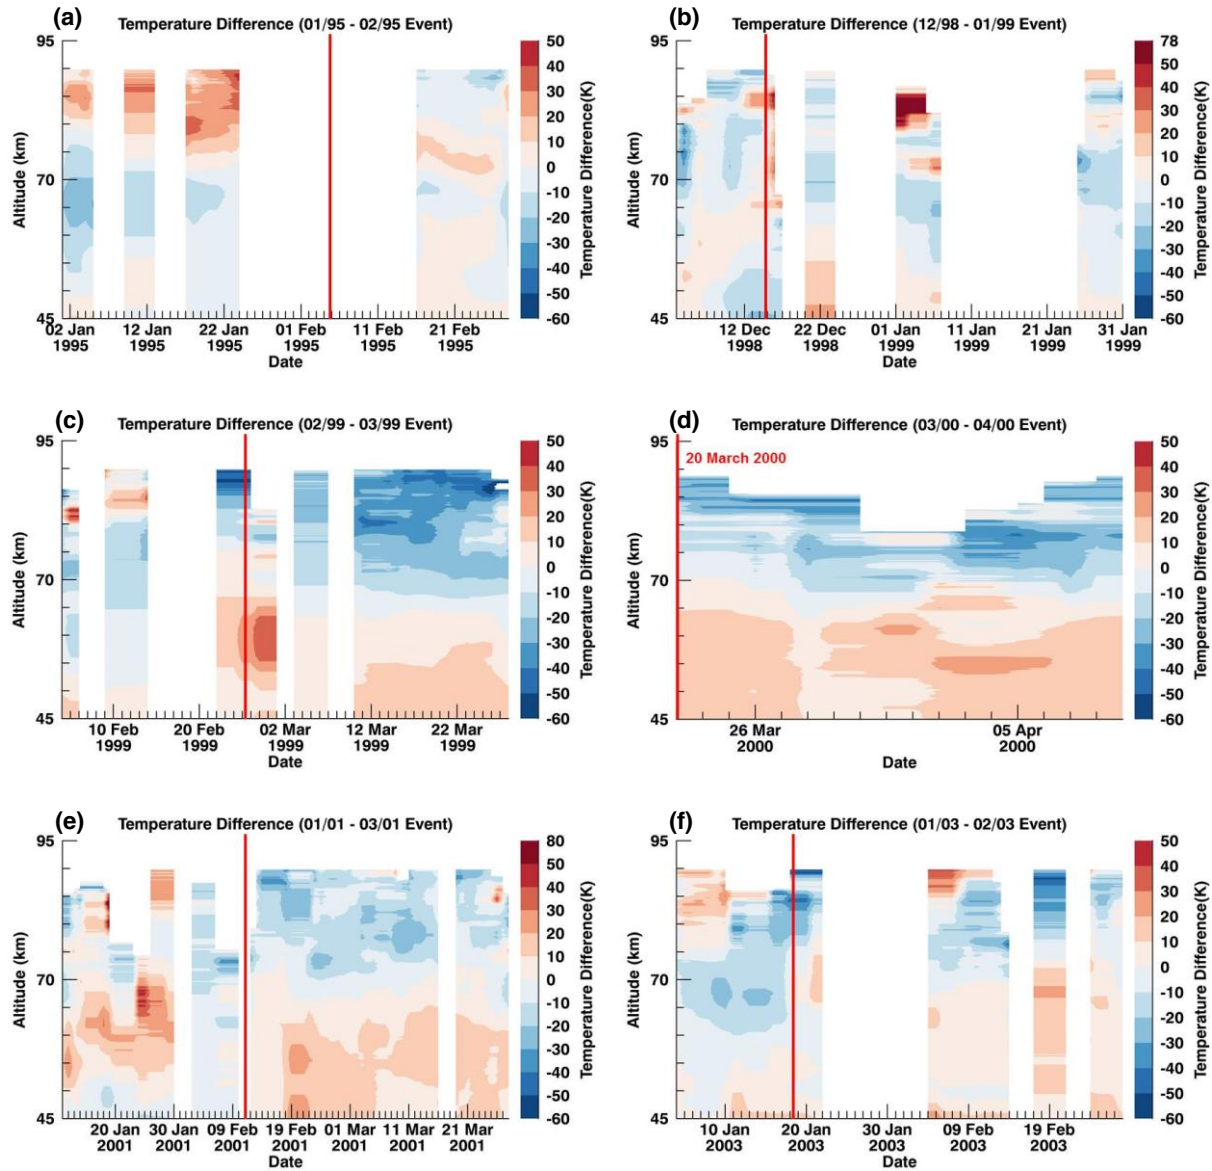 (a)
Temperature Difference (01/95 - 02/95 Event)
95
70
45
Altitude (km)
02 Jan 12 Jan 22 Jan 01 Feb 11 Feb 21 Feb
1995 1995 1995 1995 1995 1995
Date
50
40
30
20
10
0
-10
-20
-30
-40
-50
-60
Temperature Difference(K)
(b)
Temperature Difference (12/98 - 01/99 Event)
95
70
45
Altitude (km)
12 Dec 22 Dec 01 Jan 11 Jan 21 Jan 31 Jan
1998 1998 1999 1999 1999 1999
Date
78
50
40
30
20
10
0
-10
-20
-30
-40
-50
-60
Temperature Difference(K)
(c)
Temperature Difference (02/99 - 03/99 Event)
95
70
45
Altitude (km)
10 Feb 20 Feb 02 Mar 12 Mar 22 Mar
1999 1999 1999 1999 1999
Date
50
40
30
20
10
0
-10
-20
-30
-40
-50
-60
Temperature Difference(K)
(d)
Temperature Difference (03/00 - 04/00 Event)
20 March 2000
95
70
45
Altitude (km)
26 Mar 05 Apr
2000 2000
Date
50
40
30
20
10
0
-10
-20
-30
-40
-50
-60
Temperature Difference(K)
(e)
Temperature Difference (01/01 - 03/01 Event)
95
70
45
Altitude (km)
20 Jan 30 Jan 09 Feb 19 Feb 01 Mar 11 Mar 21 Mar
2001 2001 2001 2001 2001 2001 2001
Date
80
50
40
30
20
10
0
-10
-20
-30
-40
-50
-60
Temperature Difference(K)
(f)
Temperature Difference (01/03 - 02/03 Event)
95
70
45
Altitude (km)
10 Jan 20 Jan 30 Jan 09 Feb 19 Feb
2003 2003 2003 2003 2003
Date
50
40
30
20
10
0
-10
-20
-30
-40
-50
-60
Temperature Difference(K)